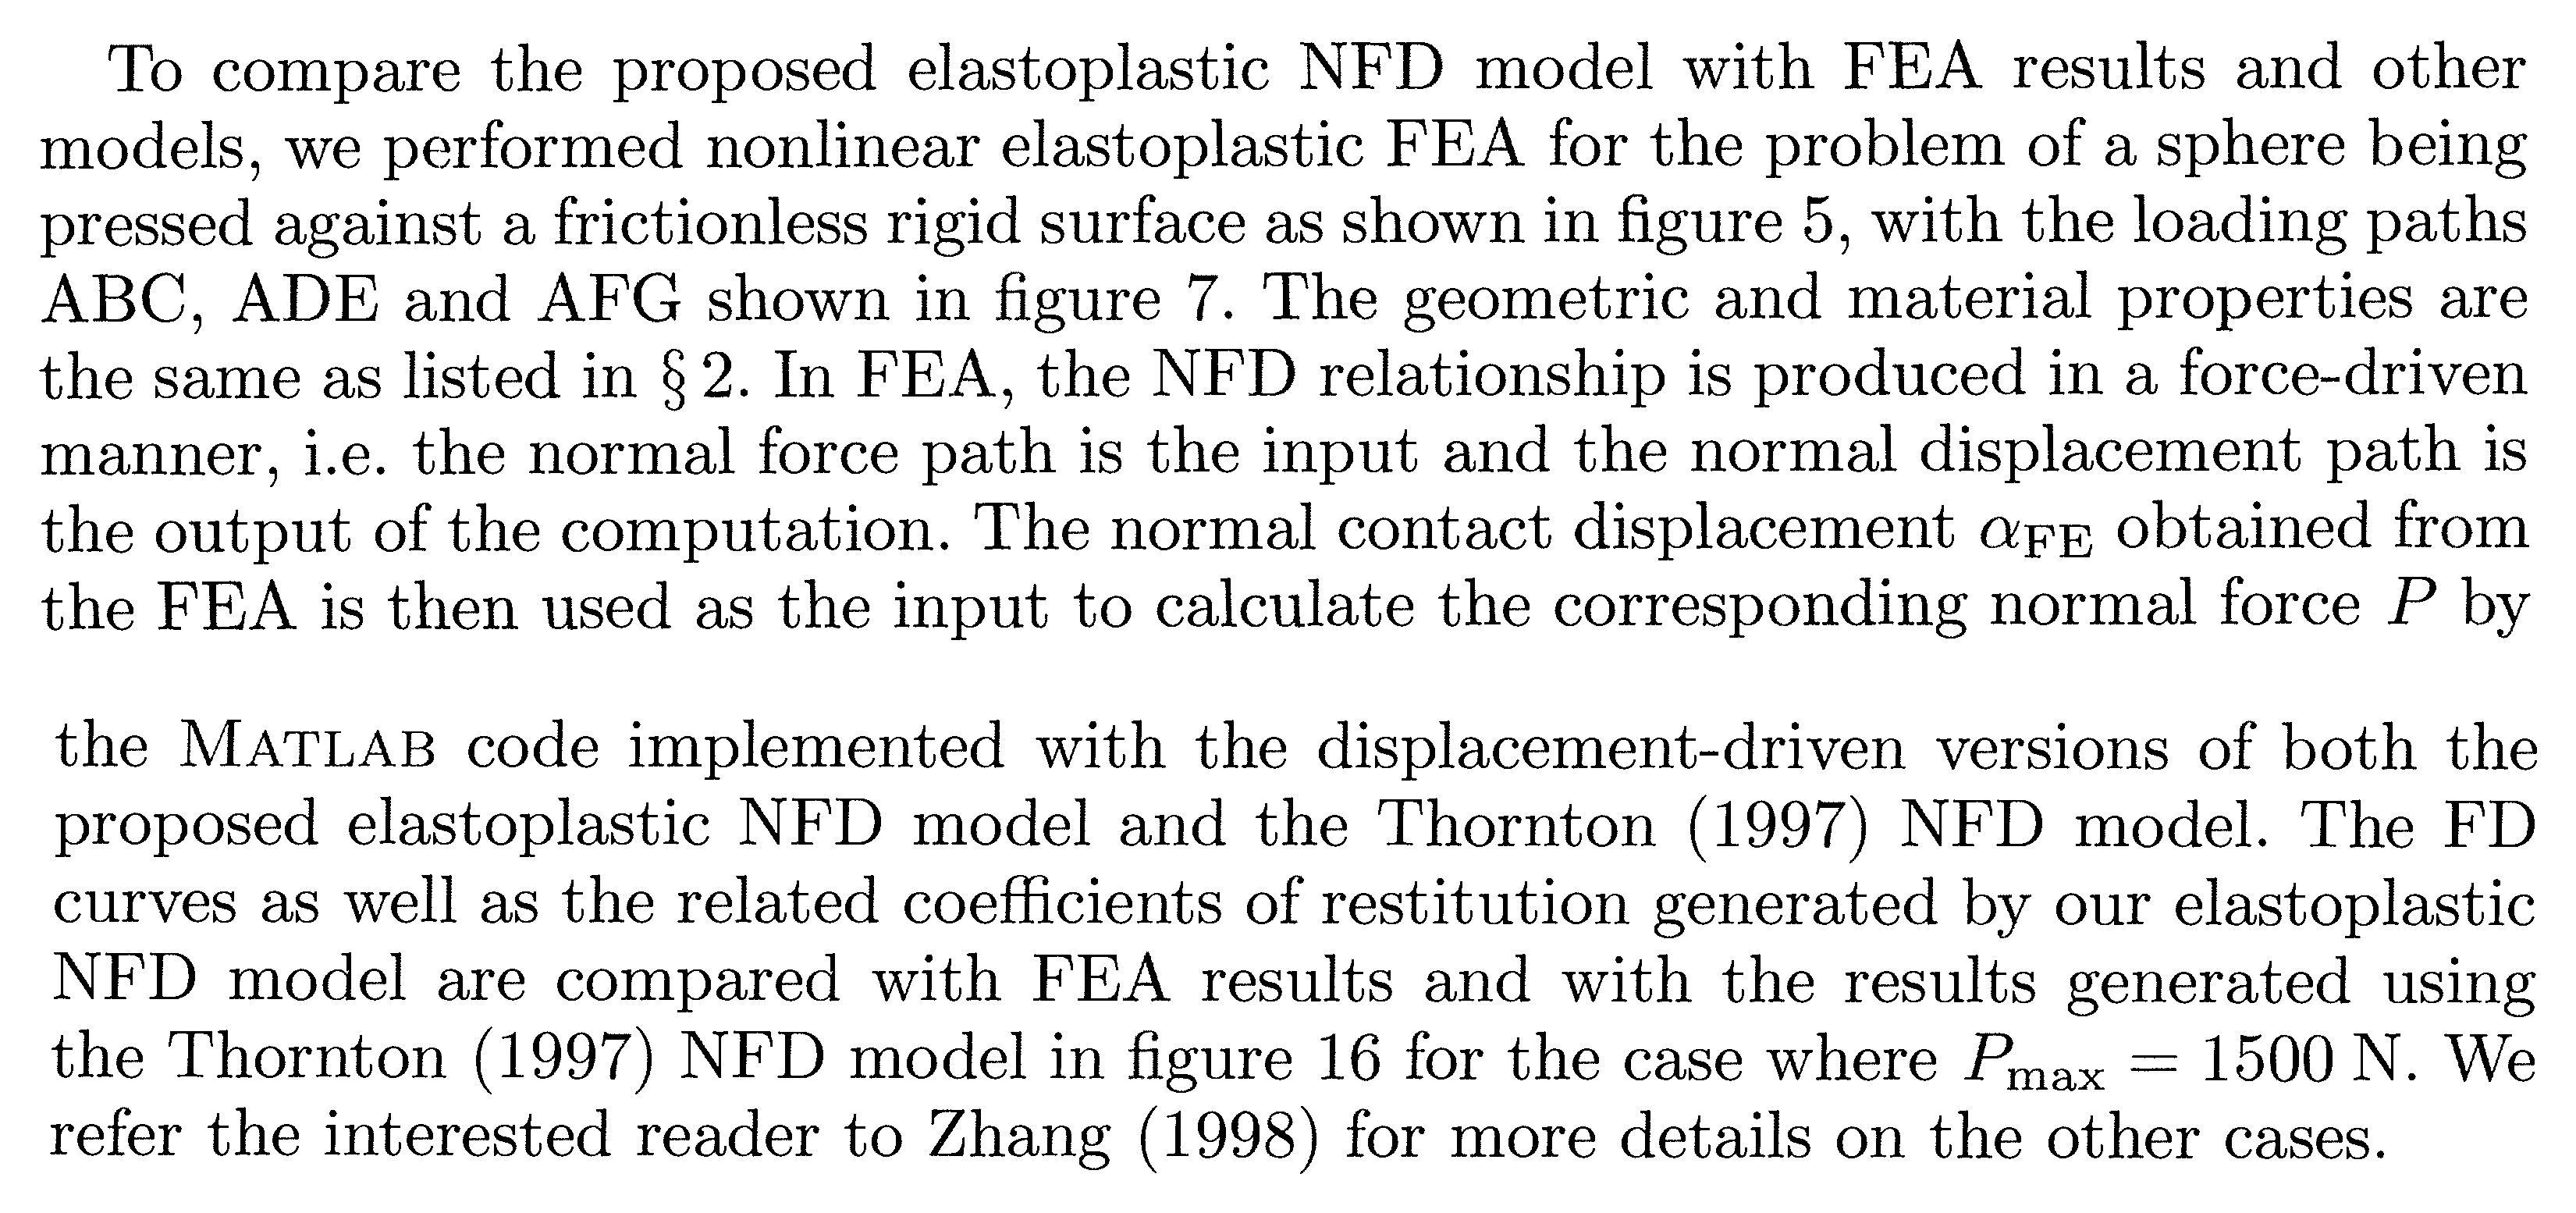 To compare the proposed elastoplastic NFD model with FEA results and other
models, we performed nonlinear elastoplastic FEA for the problem of a sphere being
pressed against a frictionless rigid surface as shown in figure 5, with the loading paths
ABC, ADE and AFG shown in figure 7. The geometric and material properties are
the same as listed in § 2. In FEA, the NFD relationship is produced in a force-driven
manner, i.e. the normal force path is the input and the normal displacement path is
the output of the computation. The normal contact displacement α_FE obtained from
the FEA is then used as the input to calculate the corresponding normal force P by
the MATLAB code implemented with the displacement-driven versions of both the
proposed elastoplastic NFD model and the Thornton (1997) NFD model. The FD
curves as well as the related coefficients of restitution generated by our elastoplastic
NFD model are compared with FEA results and with the results generated using
the Thornton (1997) NFD model in figure 16 for the case where P_max = 1500 N. We
refer the interested reader to Zhang (1998) for more details on the other cases.